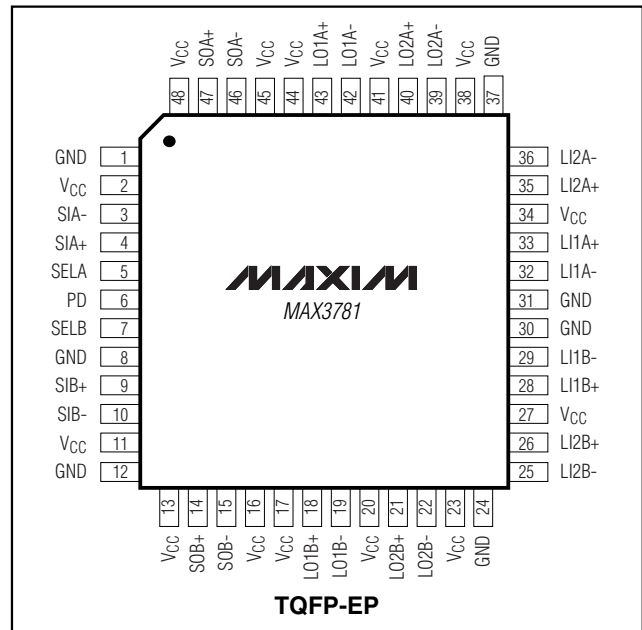 VCC SOA+ SOA- VCC VCC LO1A+ LO1A- VCC LO2A+ LO2A- VCC GND
48 47 46 45 44 43 42 41 40 39 38 37
GND 1
VCC 2
SIA- 3
SIA+ 4
SELA 5
PD 6
SELB 7
GND 8
SIB+ 9
SIB- 10
VCC 11
GND 12
MAXIM
MAX3781
36 LI2A-
35 LI2A+
34 VCC
33 LI1A+
32 LI1A-
31 GND
30 GND
29 LI1B-
28 LI1B+
27 VCC
26 LI2B+
25 LI2B-
13 14 15 16 17 18 19 20 21 22 23 24
VCC SOB+ SOB- VCC VCC LO1B+ LO1B- VCC LO2B+ LO2B- VCC GND
TQFP-EP